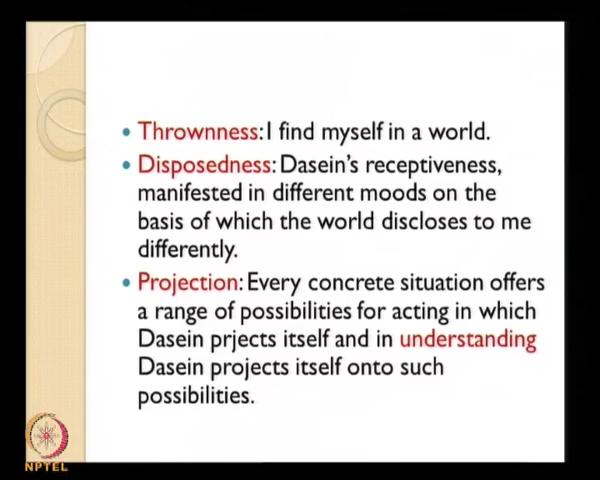 Thrownness: I find myself in a world.
Disposedness: Dasein's receptiveness,
manifested in different moods on the
basis of which the world discloses to me
differently.
Projection: Every concrete situation offers
a range of possibilities for acting in which
Dasein prjects itself and in understanding
Dasein projects itself onto such
possibilities.
NPTEL